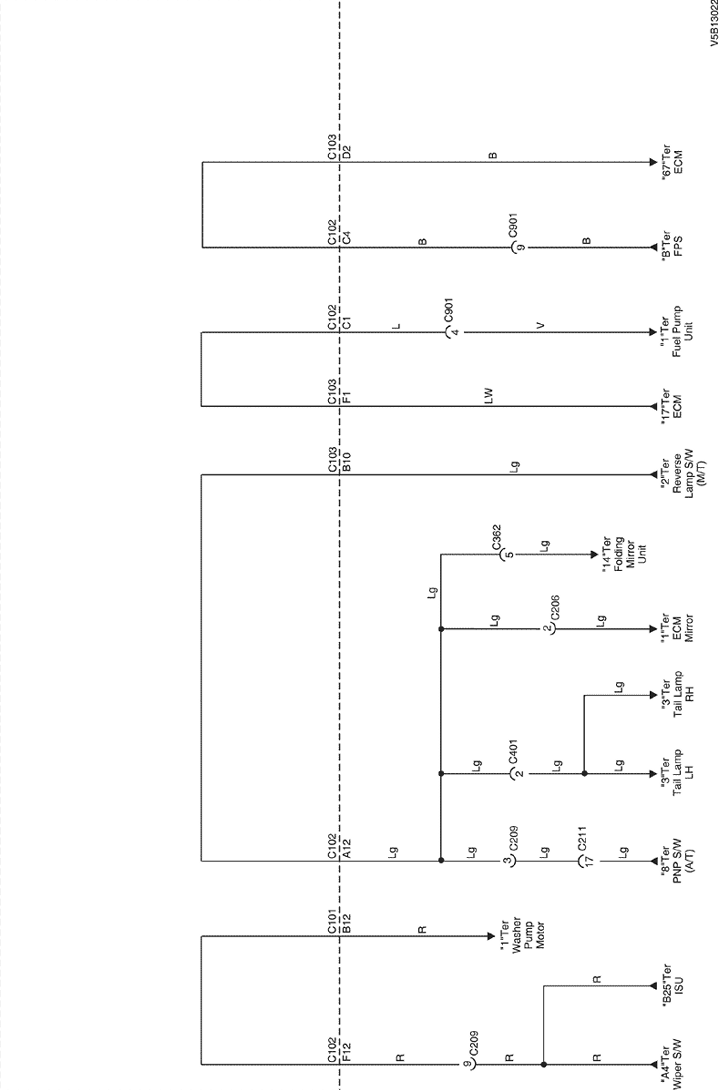 V5B13022
C102
F12
R
9
C209
R
R
"A4"Ter
Wiper S/W
R
"B25"Ter
ISU
C101
B12
R
"1"Ter
Washer
Pump
Motor
C102
A12
Lg
Lg
3
C209
Lg
C211
17
Lg
"8"Ter
PNP S/W
(A/T)
Lg
C401
2
Lg
Lg
"3"Ter
Tail Lamp
LH
Lg
"3"Ter
Tail Lamp
RH
Lg
2
C206
Lg
"1"Ter
ECM
Mirror
Lg
C362
5
Lg
"14"Ter
Folding
Mirror
Unit
C103
B10
Lg
"2"Ter
Reverse
Lamp S/W
(M/T)
C103
F1
LW
"17"Ter
ECM
C102
C1
L
C901
4
V
"1"Ter
Fuel Pump
Unit
C102
C4
B
C901
9
B
"B"Ter
FPS
C103
D2
B
"67"Ter
ECM